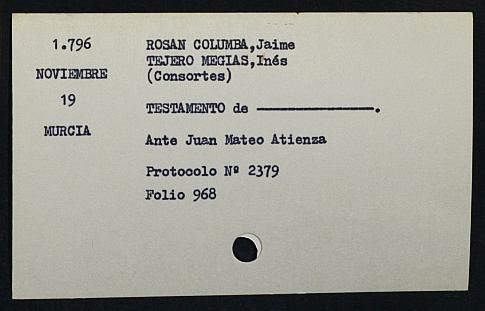 1.796
NOVIEMBRE
19
MURCIA
ROSAN COLUMBA,Jaime
TEJERO MEGIAS,Inés
(Consortes)
TESTAMENTO de ―――――――.
Ante Juan Mateo Atienza
Protocolo Nº 2379
Folio 968